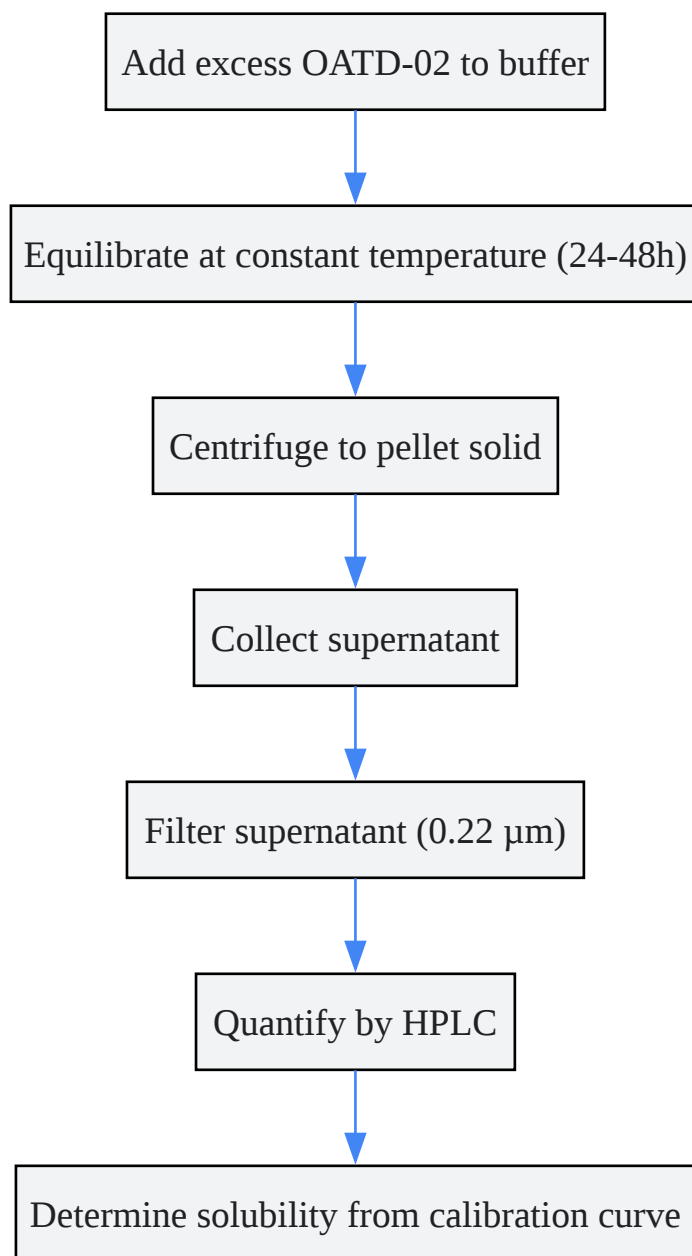 Add excess OATD-02 to buffer
Equilibrate at constant temperature (24-48h)
Centrifuge to pellet solid
Collect supernatant
Filter supernatant (0.22 µm)
Quantify by HPLC
Determine solubility from calibration curve